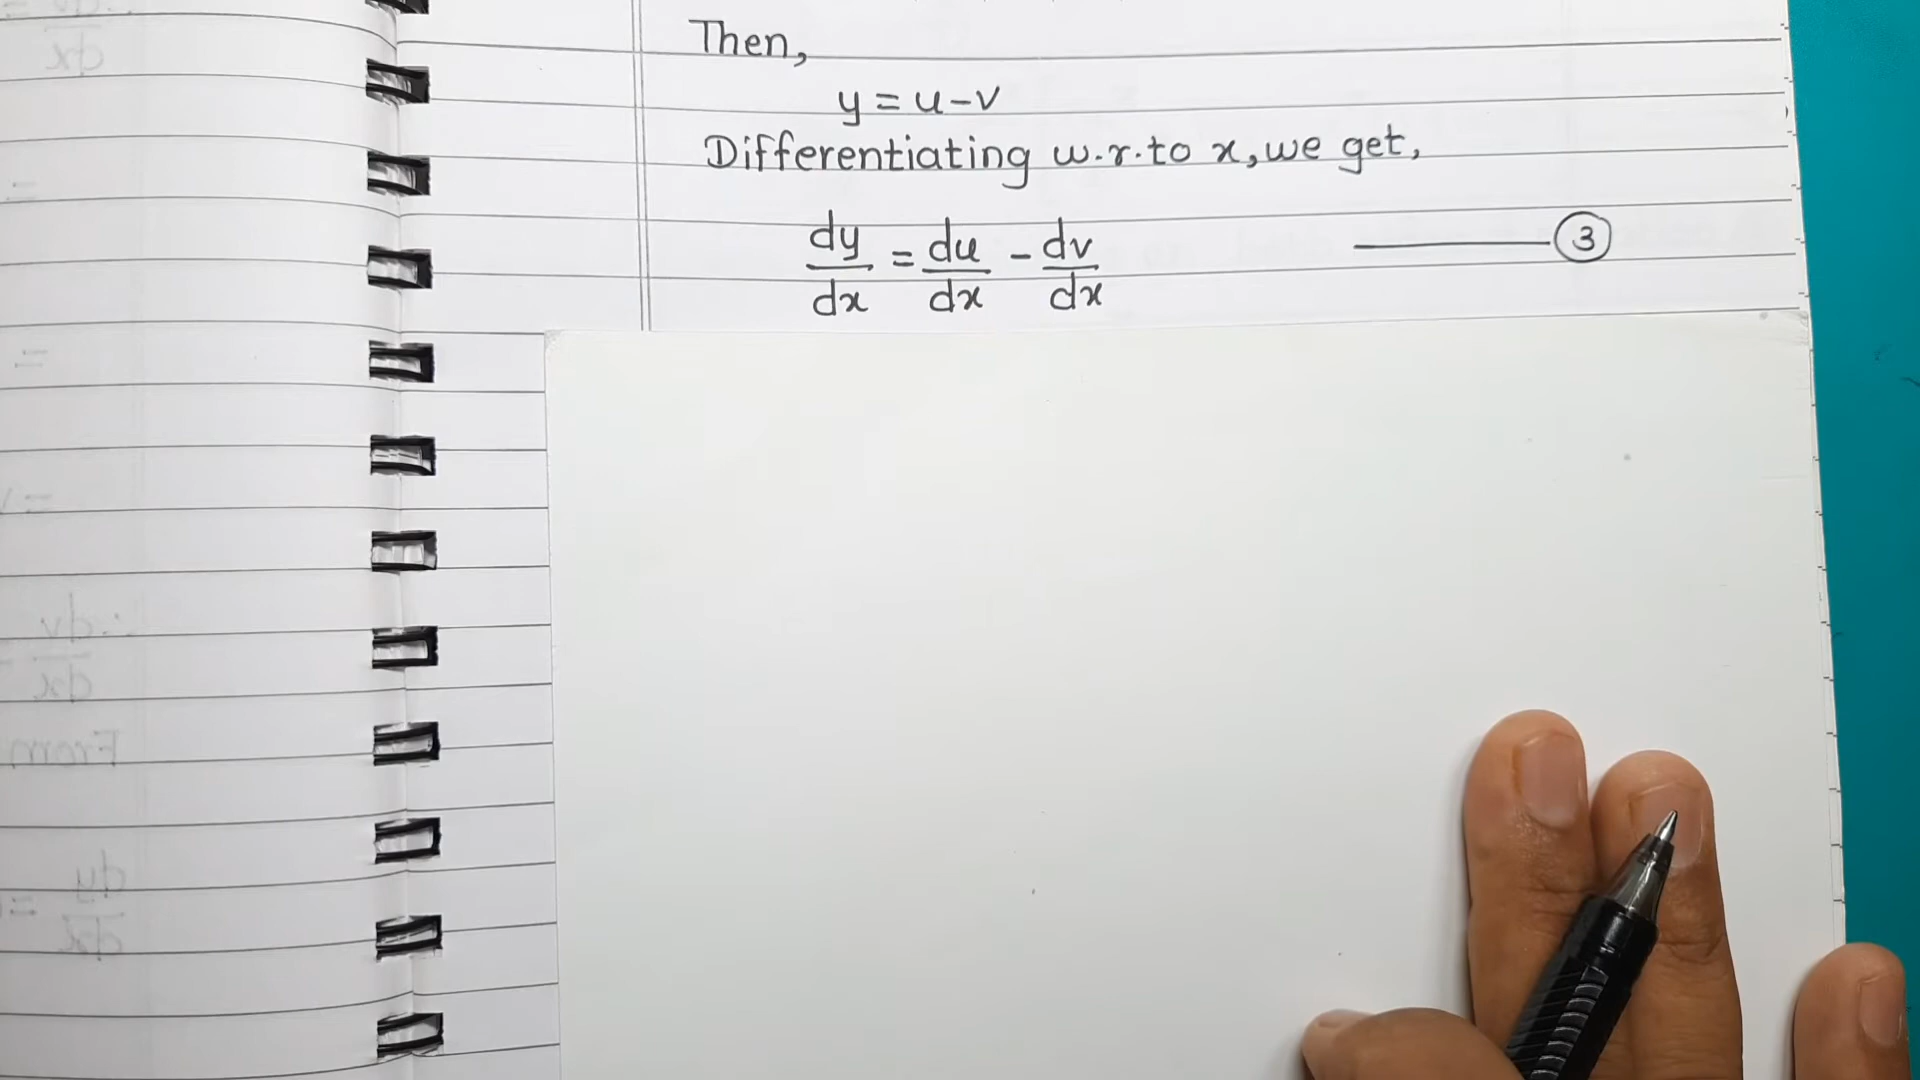 Then,
y = u - v
Differentiating w.r.to x, we get,
dy/dx = du/dx - dv/dx ——— ③